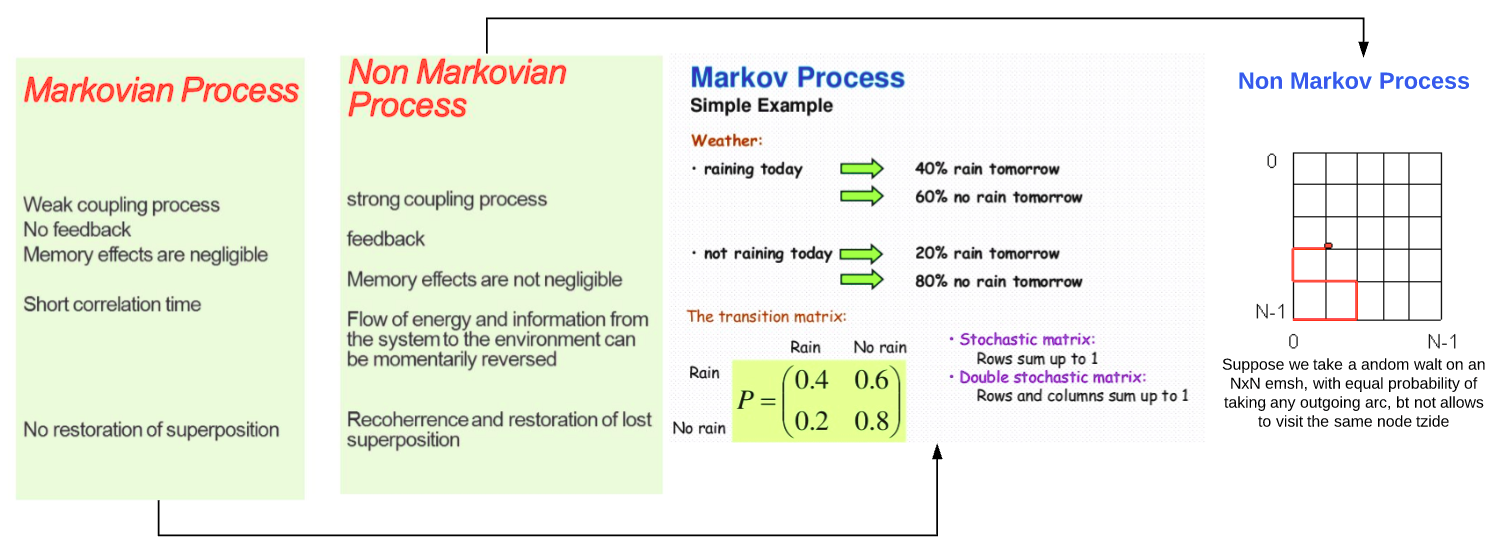 Markovian Process
Weak coupling process
No feedback
Memory effects are negligible
Short correlation time
No restoration of superposition
Non Markovian
Process
strong coupling process
feedback
Memory effects are not negligible
Flow of energy and information from
the system to the environment can
be momentarily reversed
Recoherrence and restoration of lost
superposition
Markov Process
Simple Example
Weather:
• raining today 40% rain tomorrow
60% no rain tomorrow
• not raining today 20% rain tomorrow
80% no rain tomorrow
The transition matrix:
Rain No rain
Rain
P = (0.4 0.6
0.2 0.8)
No rain
• Stochastic matrix:
Rows sum up to 1
• Double stochastic matrix:
Rows and columns sum up to 1
Non Markov Process
0
N-1
0 N-1
Suppose we take a andom walt on an
NxN emsh, with equal probability of
taking any outgoing arc, bt not allows
to visit the same node tzide